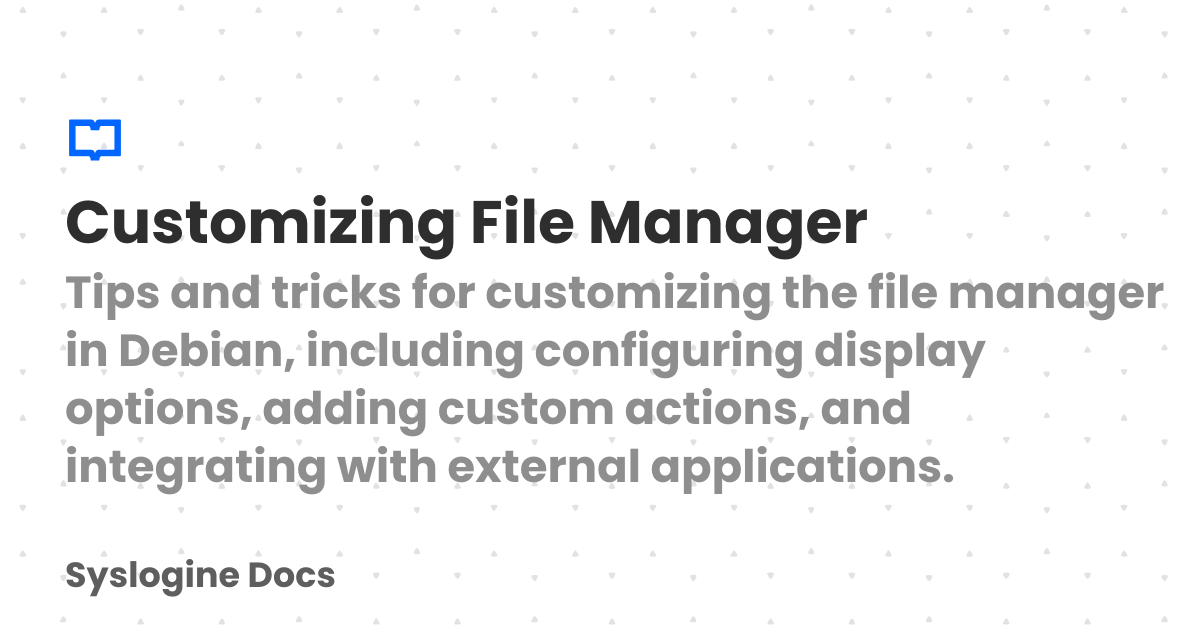 Customizing File Manager
Tips and tricks for customizing the file manager
in Debian, including configuring display
options, adding custom actions, and
integrating with external applications.
Syslogine Docs